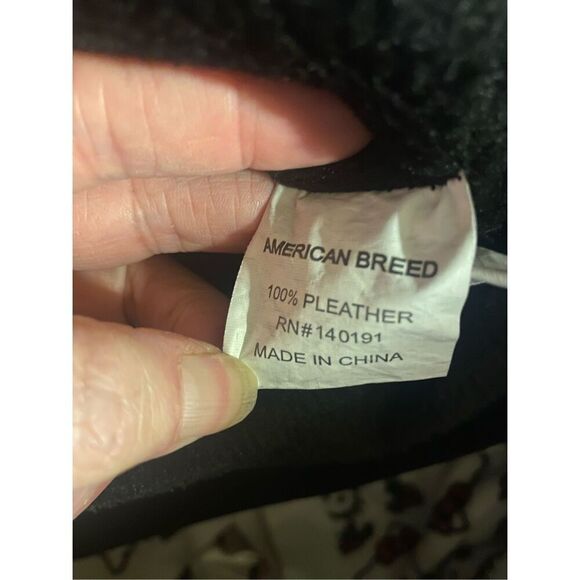 AMERICAN BREED
100% PLEATHER
RN#140191
MADE IN CHINA